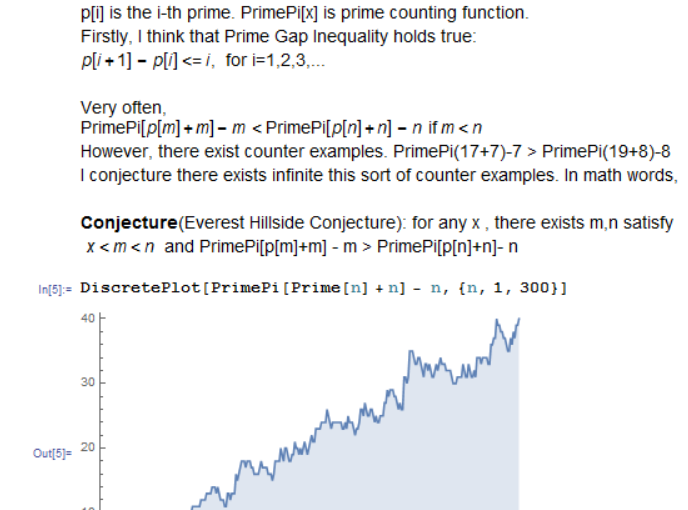 p[i] is the i-th prime. PrimePi[x] is prime counting function.
Firstly, I think that Prime Gap Inequality holds true:
p[i + 1] − p[i] <= i, for i=1,2,3,...
Very often,
PrimePi[p[m] + m] − m < PrimePi[p[n] + n] − n if m < n
However, there exist counter examples. PrimePi(17+7)-7 > PrimePi(19+8)-8
I conjecture there exists infinite this sort of counter examples. In math words,
Conjecture(Everest Hillside Conjecture): for any x , there exists m,n satisfy
x < m < n and PrimePi[p[m]+m] - m > PrimePi[p[n]+n]- n
In[5]:= DiscretePlot[PrimePi[Prime[n] + n] - n, {n, 1, 300}]
40
30
Out[5]= 20